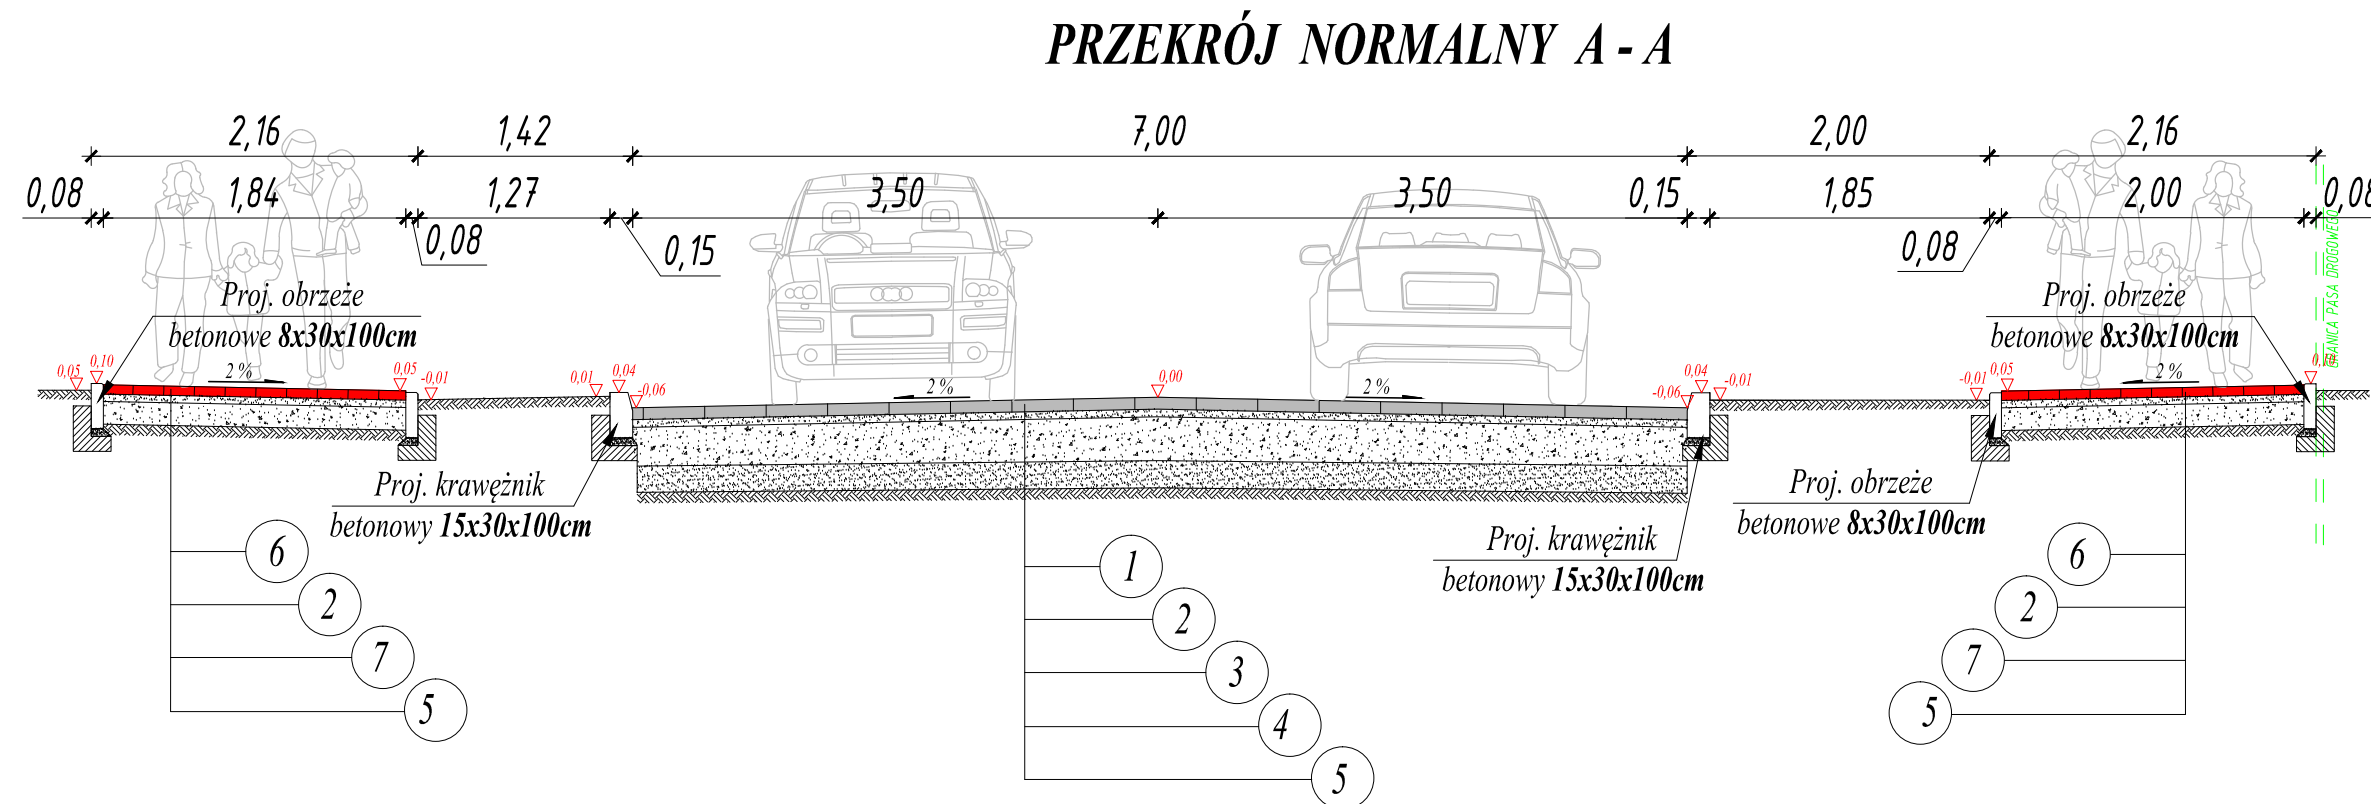 PRZEKRÓJ NORMALNY A - A
2,16 1,42 7,00 2,00 2,16
0,08 1,84 1,27 3,50 3,50 0,15 1,85 2,00 0,08
0,08 0,15 0,08
GRANICA PASA DROGOWEGO
Proj. obrzeże
betonowe 8x30x100cm
Proj. obrzeże
betonowe 8x30x100cm
0,05 0,10 2 % 0,05 -0,01 0,01 0,04 -0,06 2 % 0,00 2 % -0,06 0,04 -0,01 -0,01 0,05 2 % 0,10
Proj. krawężnik
betonowy 15x30x100cm
Proj. obrzeże
betonowe 8x30x100cm
Proj. krawężnik
betonowy 15x30x100cm
6
2
7
5
1
2
3
4
5
6
2
7
5